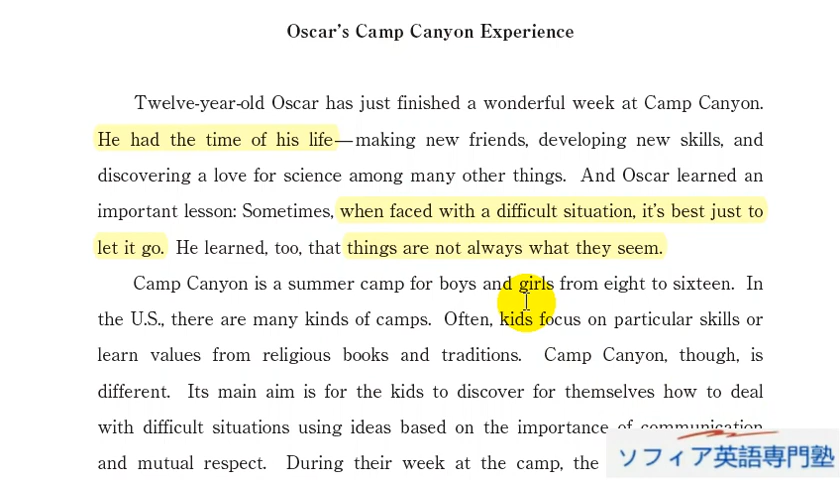 Oscar's Camp Canyon Experience
Twelve-year-old Oscar has just finished a wonderful week at Camp Canyon.
He had the time of his life—making new friends, developing new skills, and
discovering a love for science among many other things. And Oscar learned an
important lesson: Sometimes, when faced with a difficult situation, it's best just to
let it go. He learned, too, that things are not always what they seem.
Camp Canyon is a summer camp for boys and girls from eight to sixteen. In
the U.S., there are many kinds of camps. Often, kids focus on particular skills or
learn values from religious books and traditions. Camp Canyon, though, is
different. Its main aim is for the kids to discover for themselves how to deal
with difficult situations using ideas based on the importance of communication
and mutual respect. During their week at the camp, the
ソフィア英語専門塾